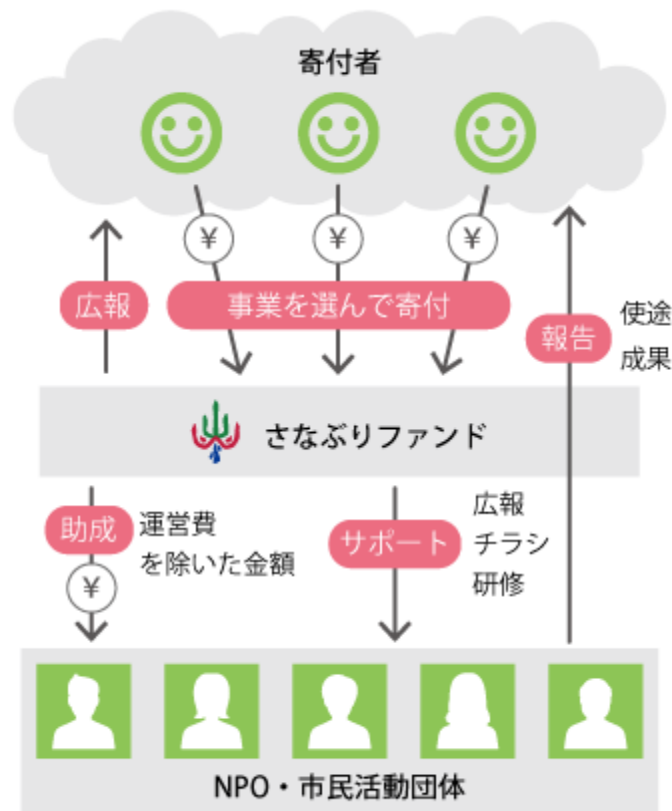 寄付者
¥
¥
¥
広報
事業を選んで寄付
報告
使途
成果
さなぶりファンド
助成
運営費
を除いた金額
¥
サポート
広報
チラシ
研修
NPO・市民活動団体